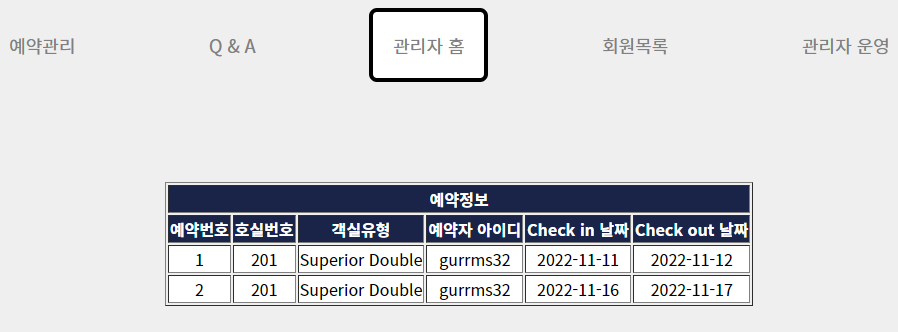 예약관리 Q & A 관리자 홈 회원목록 관리자 운영
예약정보
예약번호 호실번호 객실유형 예약자 아이디 Check in 날짜 Check out 날짜
1 201 Superior Double gurrms32 2022-11-11 2022-11-12
2 201 Superior Double gurrms32 2022-11-16 2022-11-17